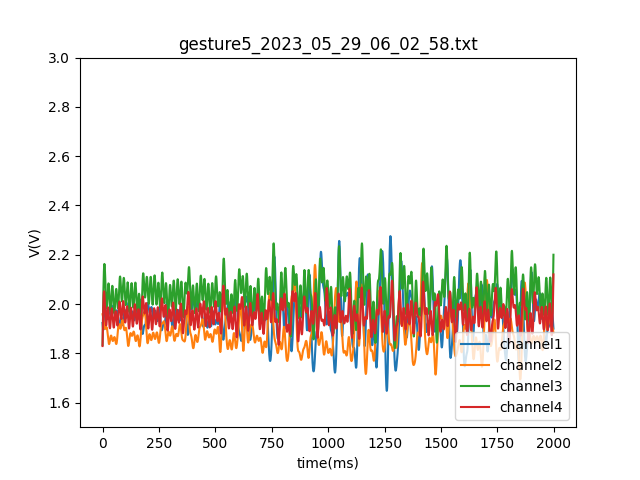 gesture5_2023_05_29_06_02_58.txt
V(V)
3.0
2.8
2.6
2.4
2.2
2.0
1.8
1.6
channel1
channel2
channel3
channel4
0 250 500 750 1000 1250 1500 1750 2000
time(ms)